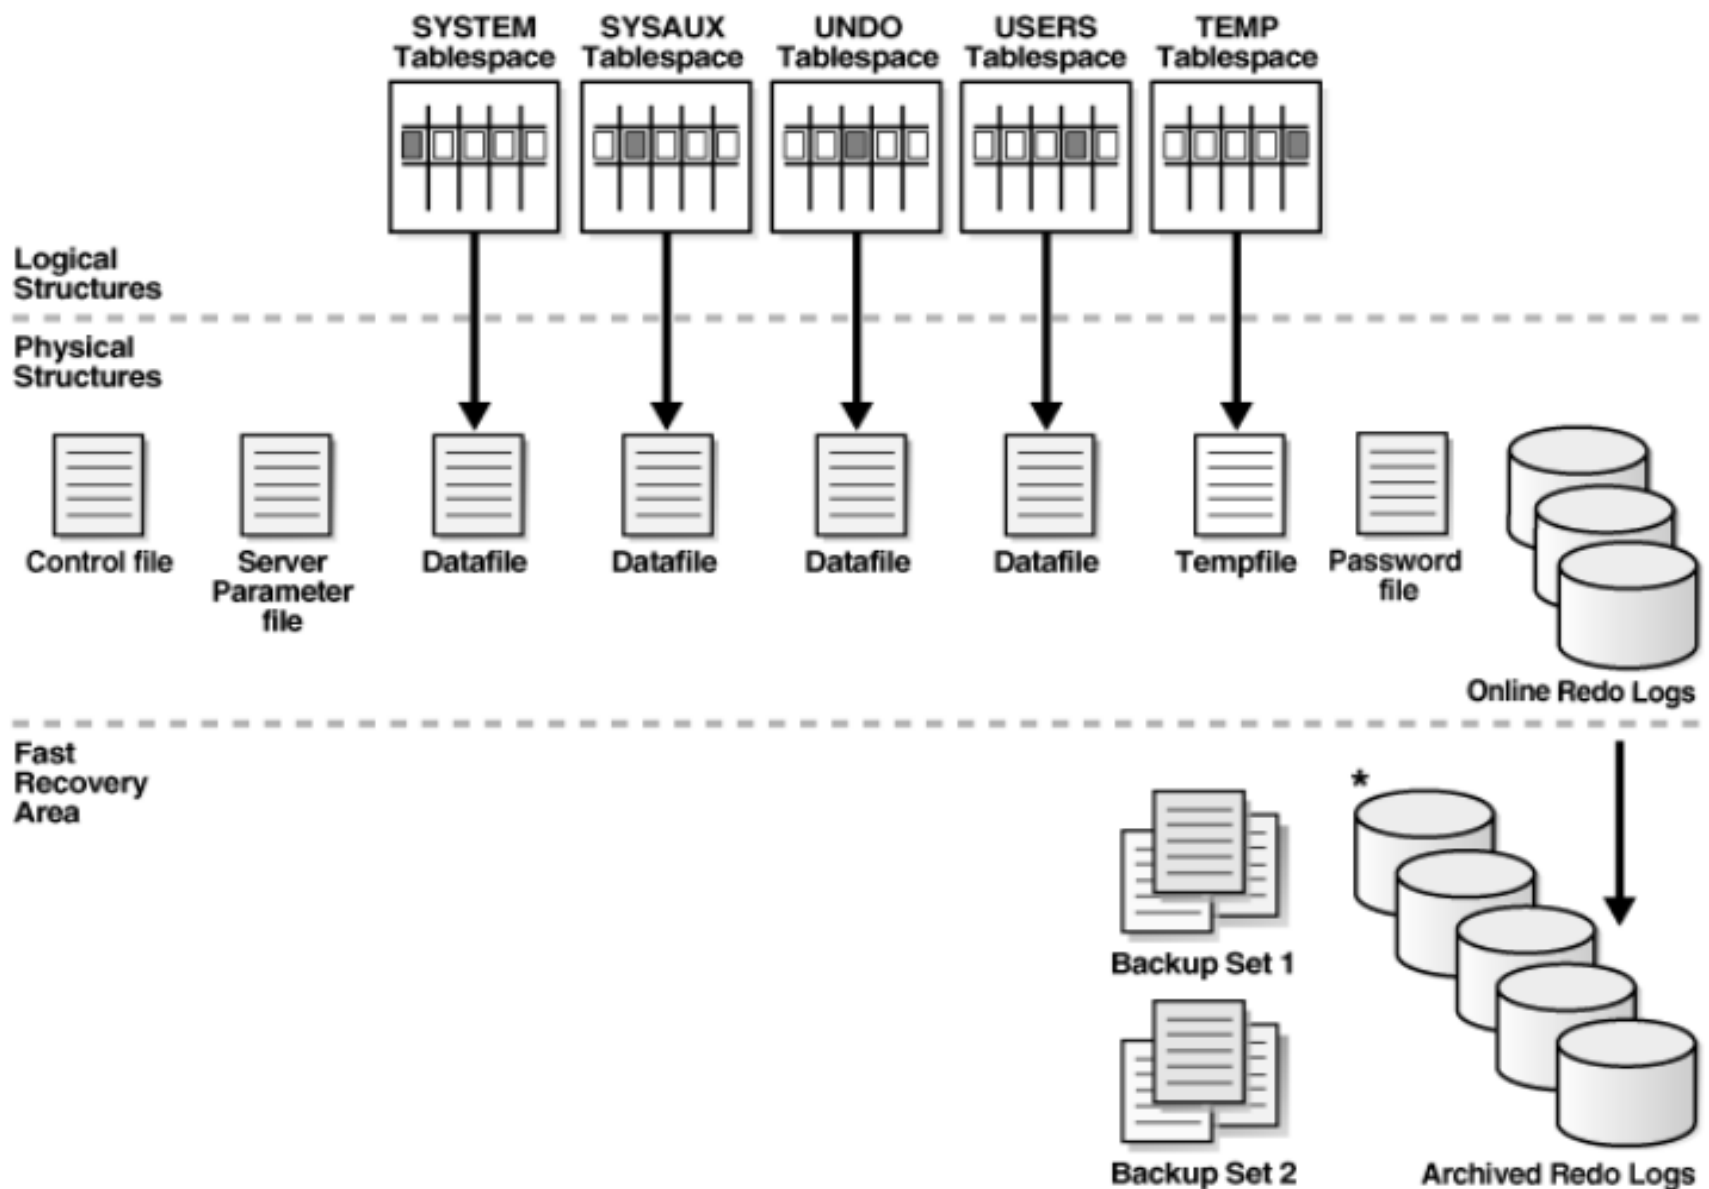 SYSTEM
Tablespace
SYSAUX
Tablespace
UNDO
Tablespace
USERS
Tablespace
TEMP
Tablespace
Logical
Structures
Physical
Structures
Control file
Server
Parameter
file
Datafile
Datafile
Datafile
Datafile
Tempfile
Password
file
Online Redo Logs
Fast
Recovery
Area
*
Backup Set 1
Backup Set 2
Archived Redo Logs